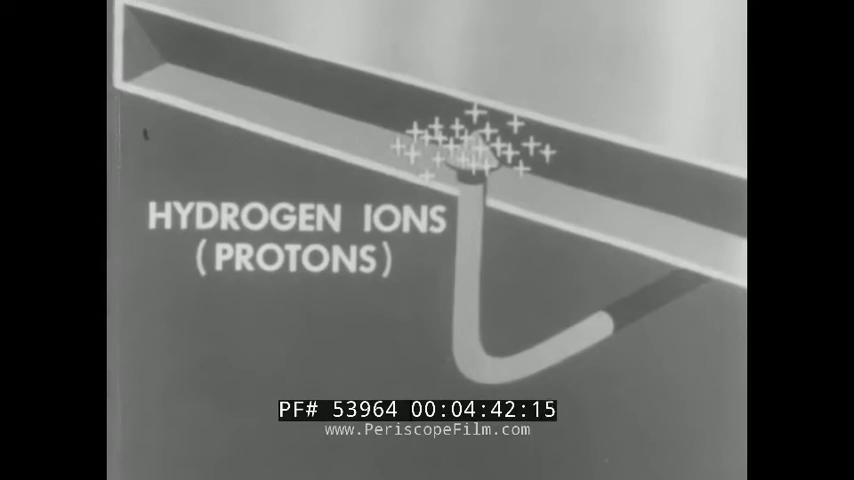 HYDROGEN IONS
(PROTONS)
PF# 53964 00:04:42:15
www.PeriscopeFilm.com